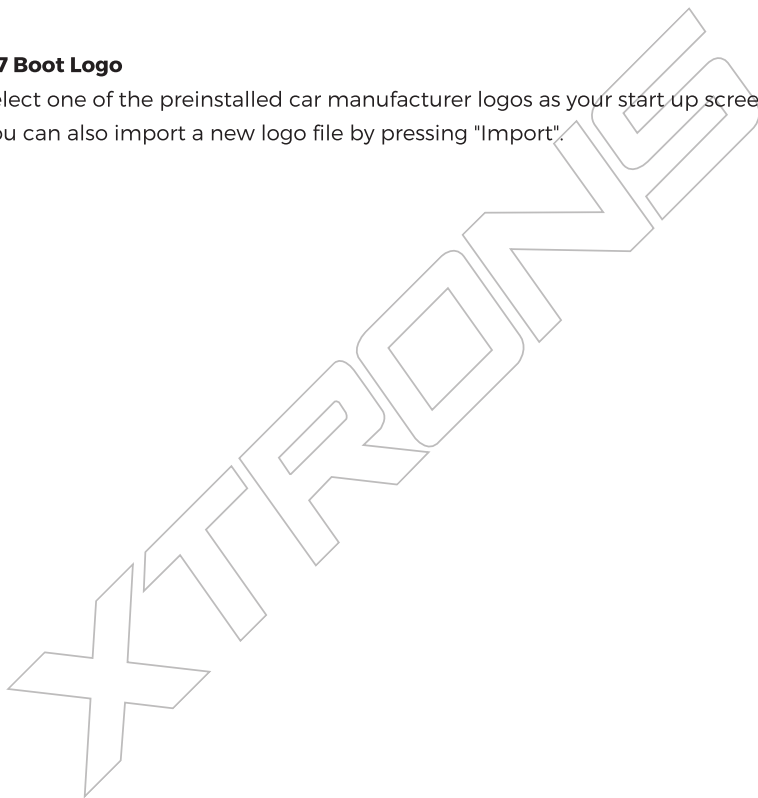 7 Boot Logo
elect one of the preinstalled car manufacturer logos as your start up scree
ou can also import a new logo file by pressing "Import".
XTRONS